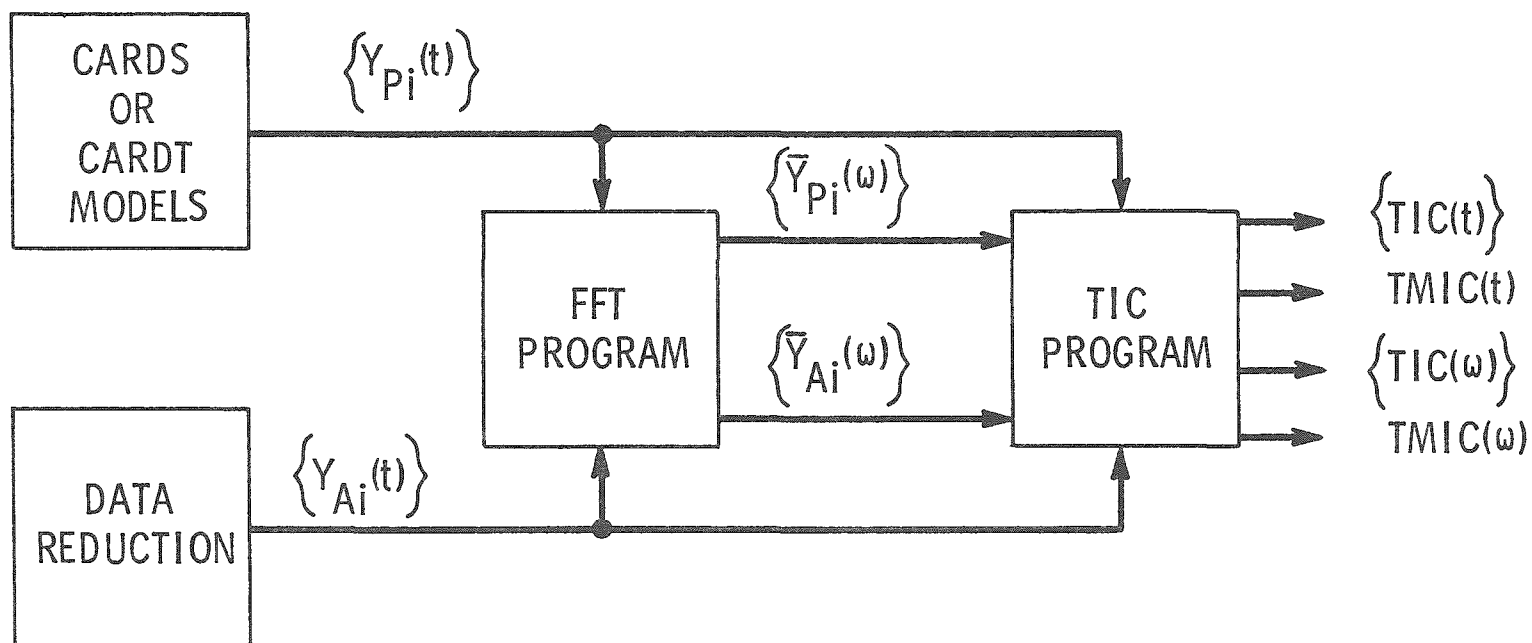 CARDS
OR
CARDT
MODELS
{Y_Pi(t)}
{Ȳ_Pi(ω)}
FFT
PROGRAM
{Ȳ_Ai(ω)}
TIC
PROGRAM
{TIC(t)}
TMIC(t)
{TIC(ω)}
TMIC(ω)
DATA
REDUCTION
{Y_Ai(t)}